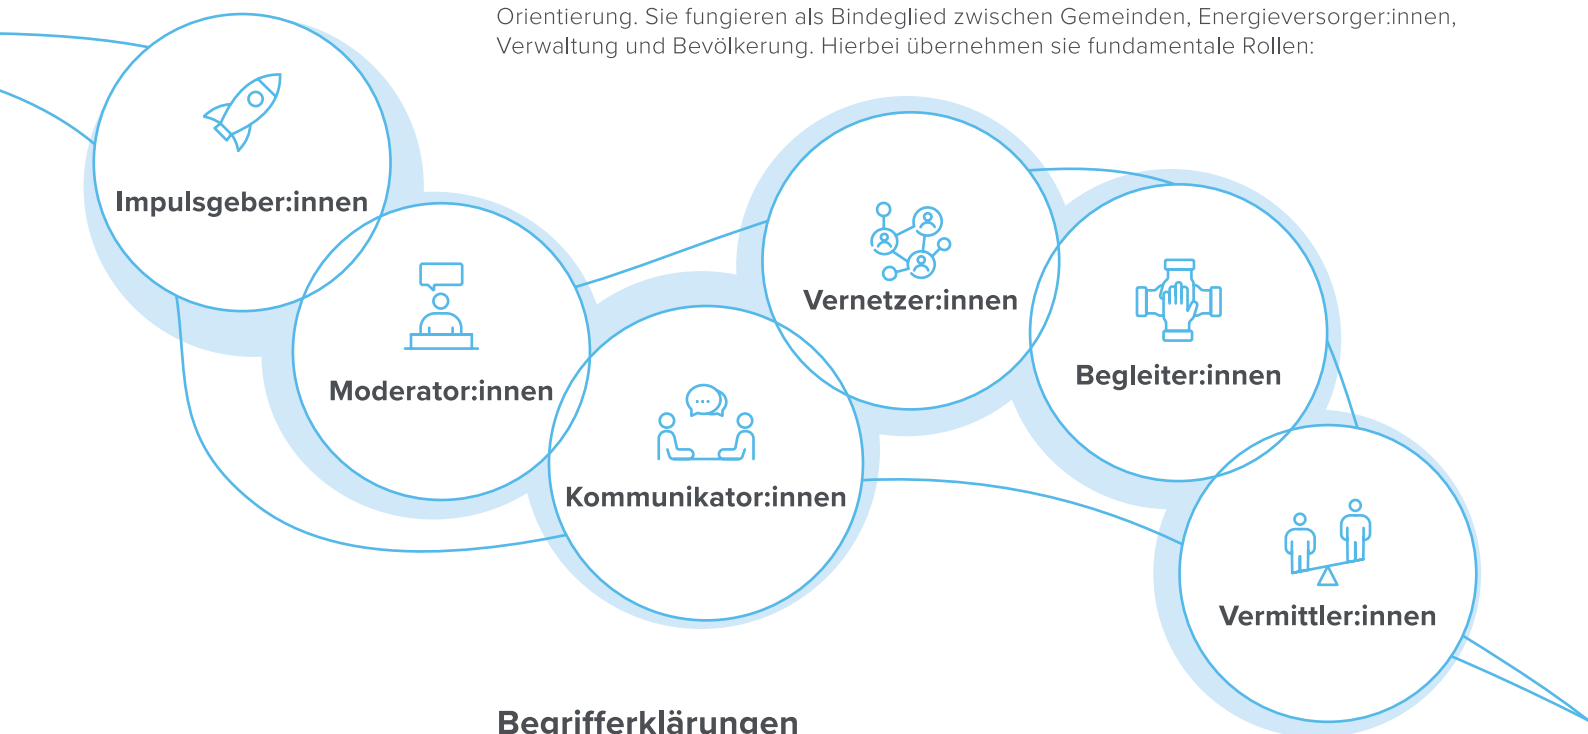 Orientierung. Sie fungieren als Bindeglied zwischen Gemeinden, Energieversorger:innen,
Verwaltung und Bevölkerung. Hierbei übernehmen sie fundamentale Rollen:
Impulsgeber:innen
Moderator:innen
Kommunikator:innen
Vernetzer:innen
Begleiter:innen
Vermittler:innen
Begrifferklärungen